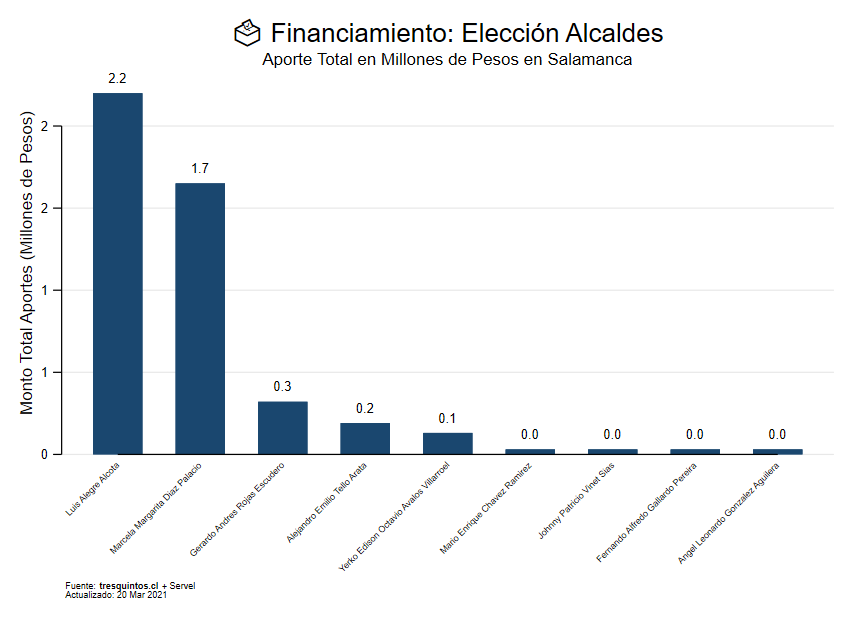 Financiamiento: Elección Alcaldes
Aporte Total en Millones de Pesos en Salamanca
Monto Total Aportes (Millones de Pesos)
2
2
1
1
0
2.2
1.7
0.3
0.2
0.1
0.0
0.0
0.0
0.0
Luis Alegre Alcota
Marcela Margarita Diaz Palacio
Gerardo Andres Rojas Escudero
Alejandro Emilio Tello Arata
Yerko Edison Octavio Avalos Villarroel
Mario Enrique Chavez Ramirez
Johnny Patricio Vinet Sias
Fernando Alfredo Gallardo Pereira
Angel Leonardo Gonzalez Aguilera
Fuente: tresquintos.cl + Servel
Actualizado: 20 Mar 2021